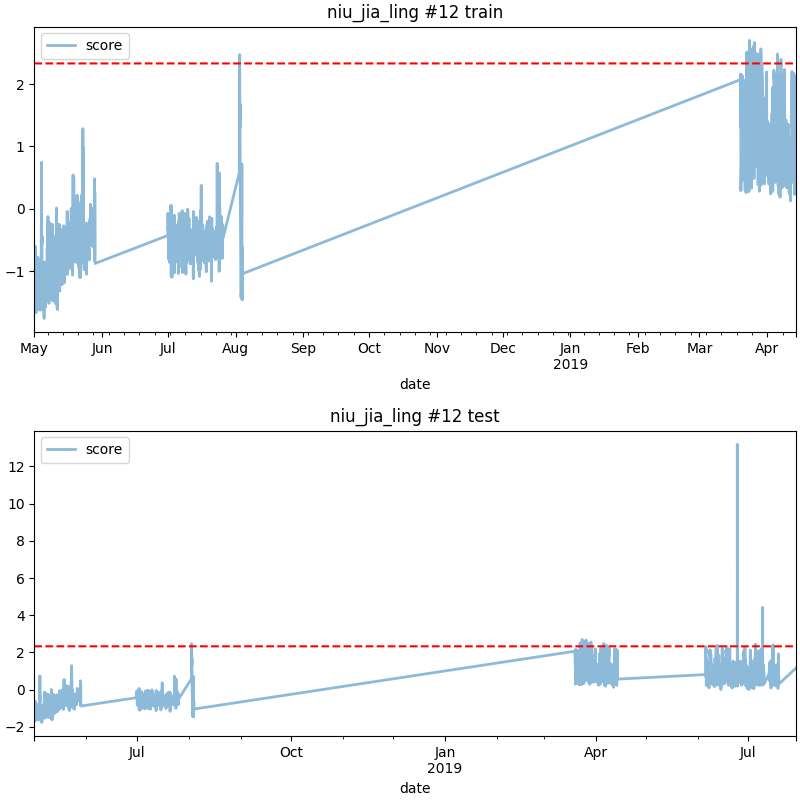 niu_jia_ling #12 train
score
2
1
0
−1
May Jun Jul Aug Sep Oct Nov Dec Jan Feb Mar Apr
2019
date
niu_jia_ling #12 test
score
12
10
8
6
4
2
0
−2
Jul Oct Jan Apr Jul
2019
date